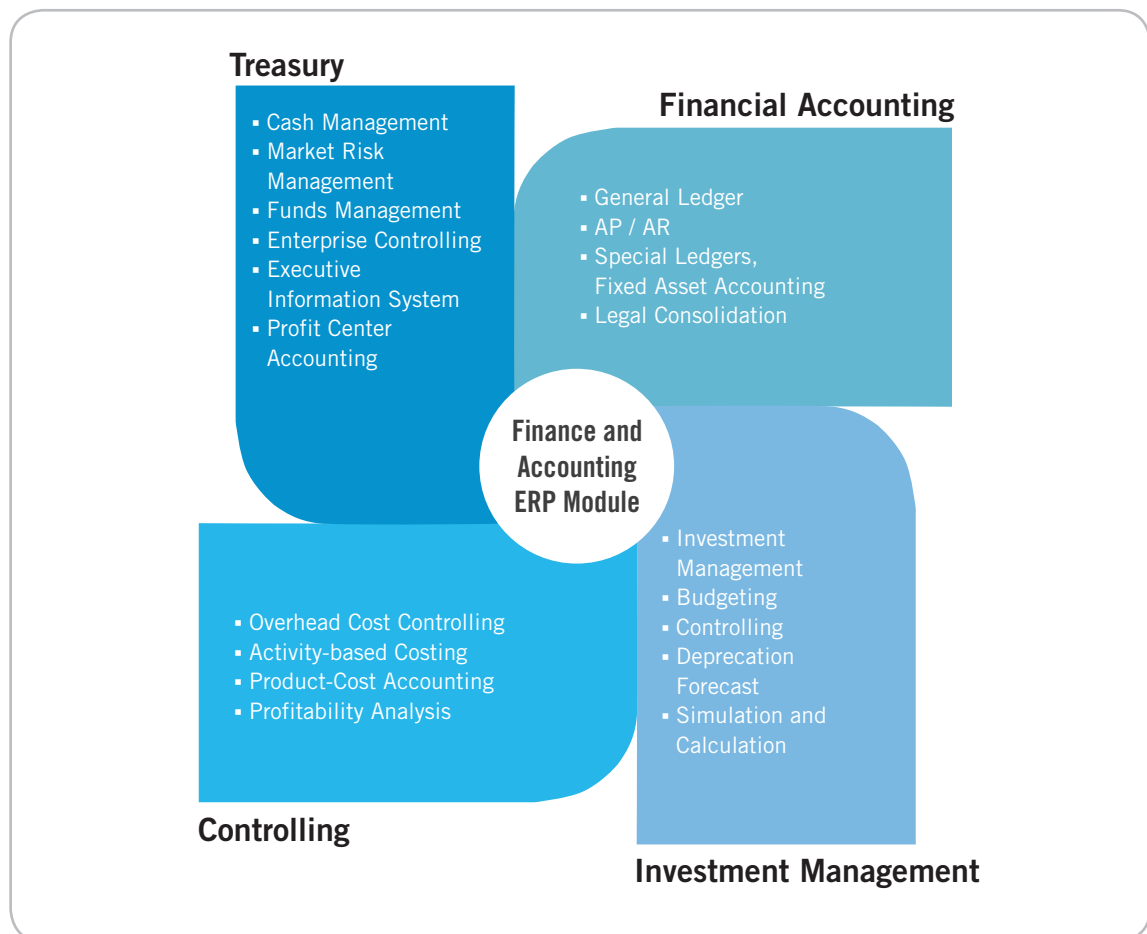 Treasury
▪ Cash Management
▪ Market Risk
Management
▪ Funds Management
▪ Enterprise Controlling
▪ Executive
Information System
▪ Profit Center
Accounting
Financial Accounting
▪ General Ledger
▪ AP / AR
▪ Special Ledgers,
Fixed Asset Accounting
▪ Legal Consolidation
Finance and
Accounting
ERP Module
▪ Overhead Cost Controlling
▪ Activity-based Costing
▪ Product-Cost Accounting
▪ Profitability Analysis
Controlling
▪ Investment
Management
▪ Budgeting
▪ Controlling
▪ Deprecation
Forecast
▪ Simulation and
Calculation
Investment Management